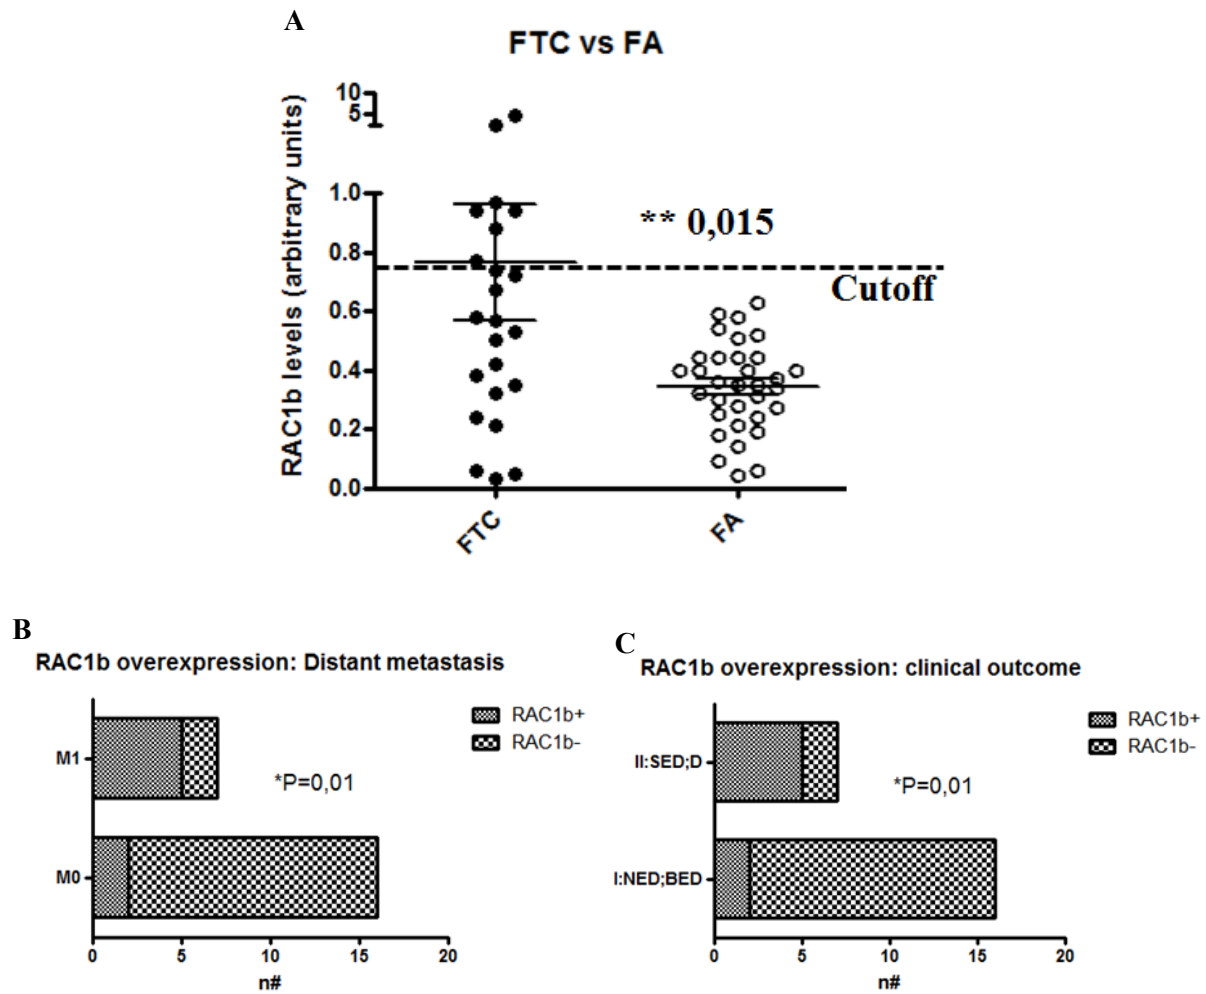 A
FTC vs FA
RAC1b levels (arbitrary units)
10
5
1.0
0.8
0.6
0.4
0.2
0.0
** 0,015
Cutoff
FTC
FA
B
RAC1b overexpression: Distant metastasis
RAC1b+
RAC1b-
M1
*P=0,01
M0
0 5 10 15 20
n#
C
RAC1b overexpression: clinical outcome
RAC1b+
RAC1b-
II:SED;D
*P=0,01
I:NED;BED
0 5 10 15 20
n#